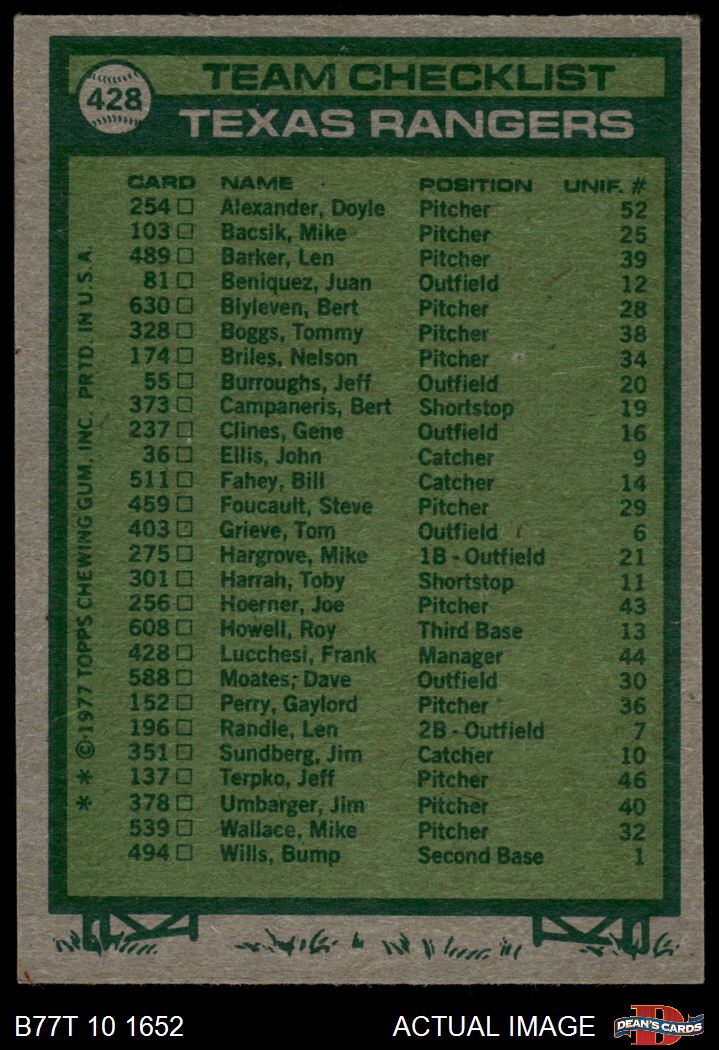 428
TEAM CHECKLIST
TEXAS RANGERS
CARD NAME POSITION UNIF. #
254 Alexander, Doyle Pitcher 52
103 Bacsik, Mike Pitcher 25
489 Barker, Len Pitcher 39
81 Beniquez, Juan Outfield 12
630 Blyleven, Bert Pitcher 28
328 Boggs, Tommy Pitcher 38
174 Briles, Nelson Pitcher 34
55 Burroughs, Jeff Outfield 20
373 Campaneris, Bert Shortstop 19
237 Clines, Gene Outfield 16
36 Ellis, John Catcher 9
511 Fahey, Bill Catcher 14
459 Foucault, Steve Pitcher 29
403 Grieve, Tom Outfield 6
275 Hargrove, Mike 1B - Outfield 21
301 Harrah, Toby Shortstop 11
256 Hoerner, Joe Pitcher 43
608 Howell, Roy Third Base 13
428 Lucchesi, Frank Manager 44
588 Moates, Dave Outfield 30
152 Perry, Gaylord Pitcher 36
196 Randle, Len 2B - Outfield 7
351 Sundberg, Jim Catcher 10
137 Terpko, Jeff Pitcher 46
378 Umbarger, Jim Pitcher 40
539 Wallace, Mike Pitcher 32
494 Wills, Bump Second Base 1
* * © 1977 TOPPS CHEWING GUM, INC. PRTD. IN U.S.A.
B77T 10 1652 ACTUAL IMAGE
D
DEAN'S CARDS